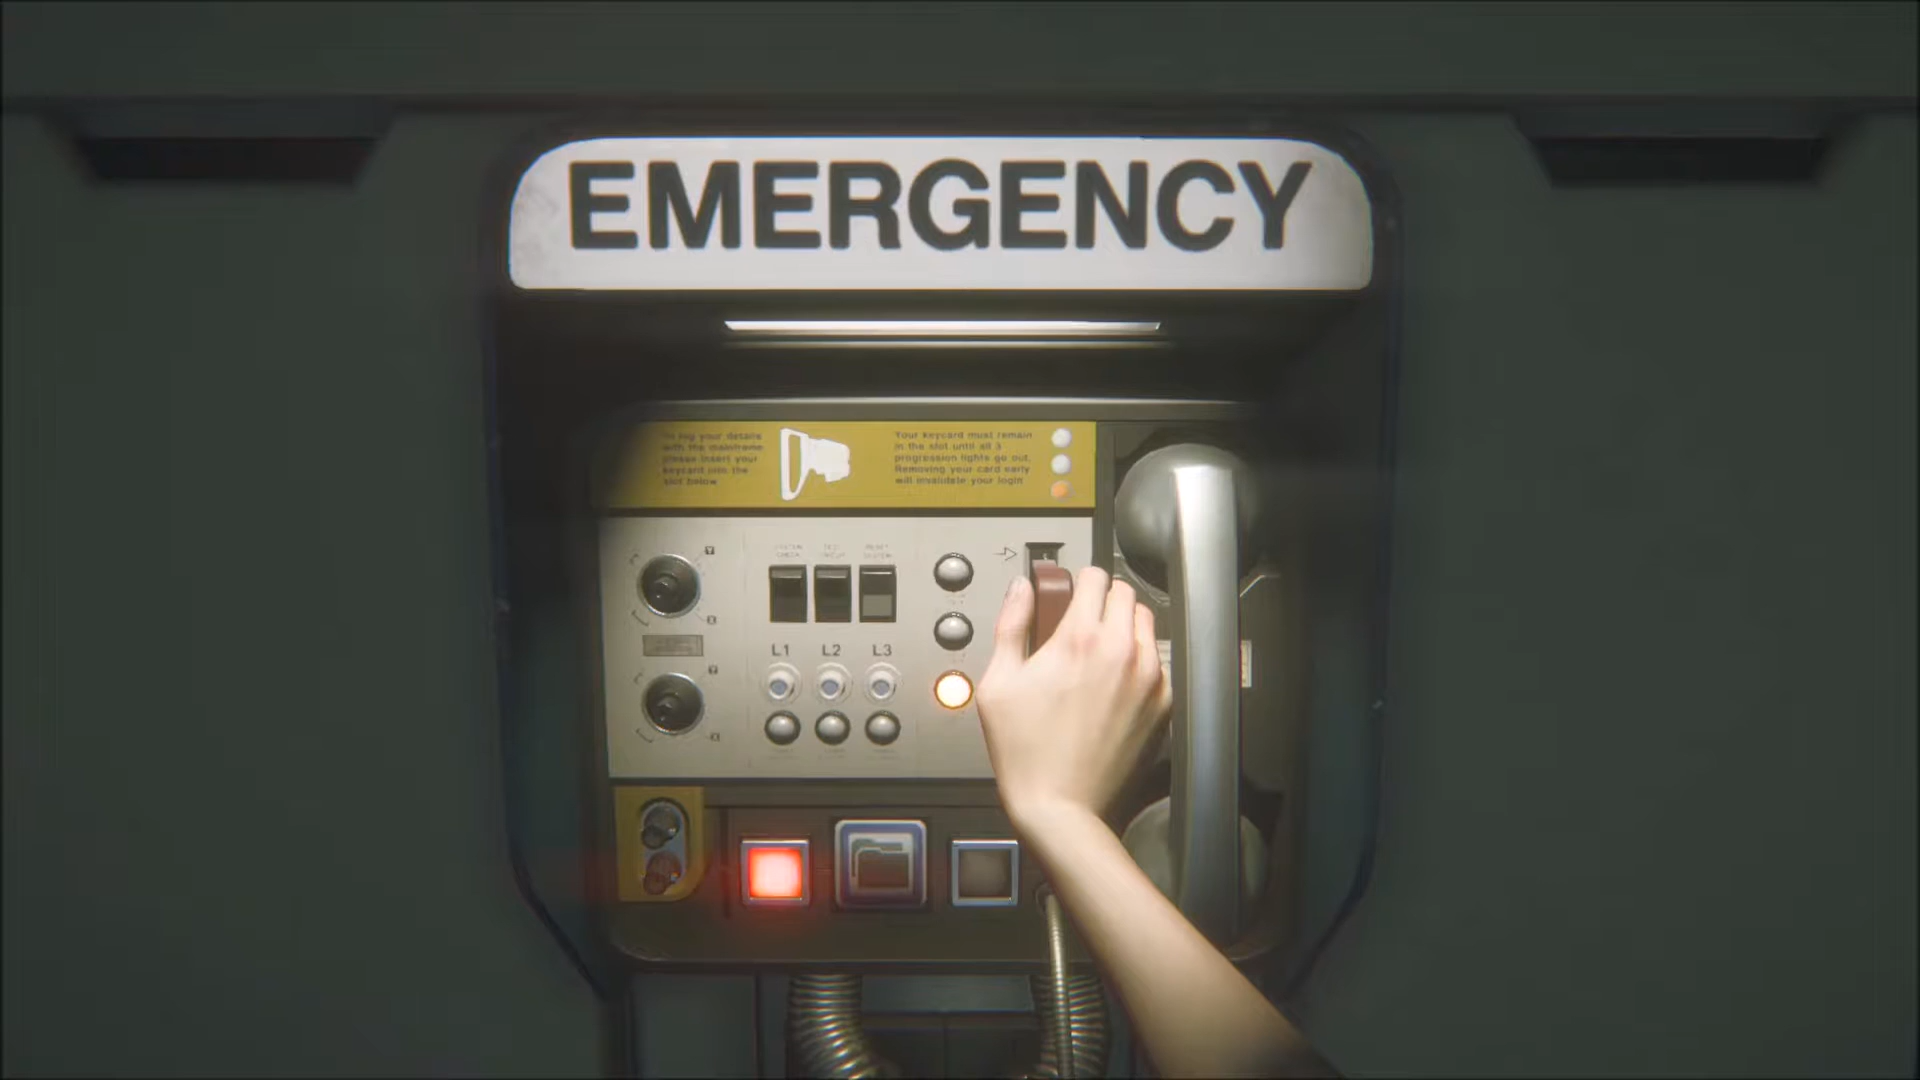 EMERGENCY
To log your details
with the mainframe
please insert your
keycard into the
slot below
Your keycard must remain
in the slot until all 3
progression lights go out.
Removing your card early
will invalidate your login
L1 L2 L3